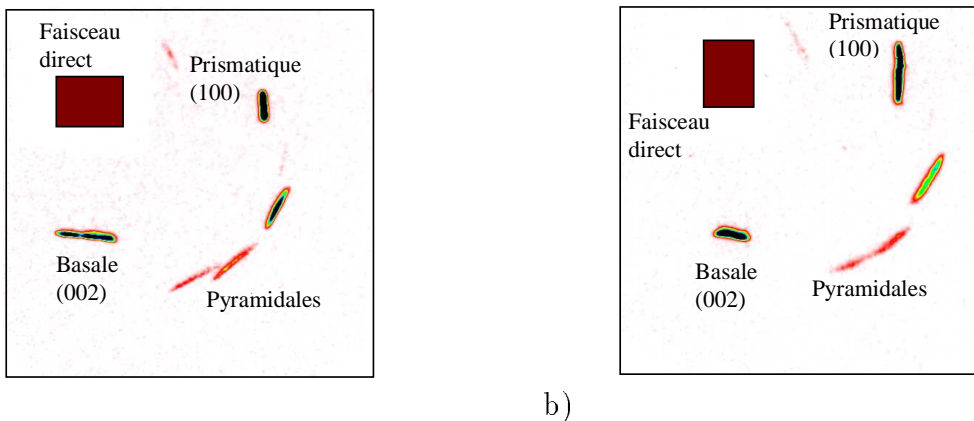 Faisceau
direct
Prismatique
(100)
Basale
(002)
Pyramidales
Prismatique
(100)
Faisceau
direct
Basale
(002)
Pyramidales
b)